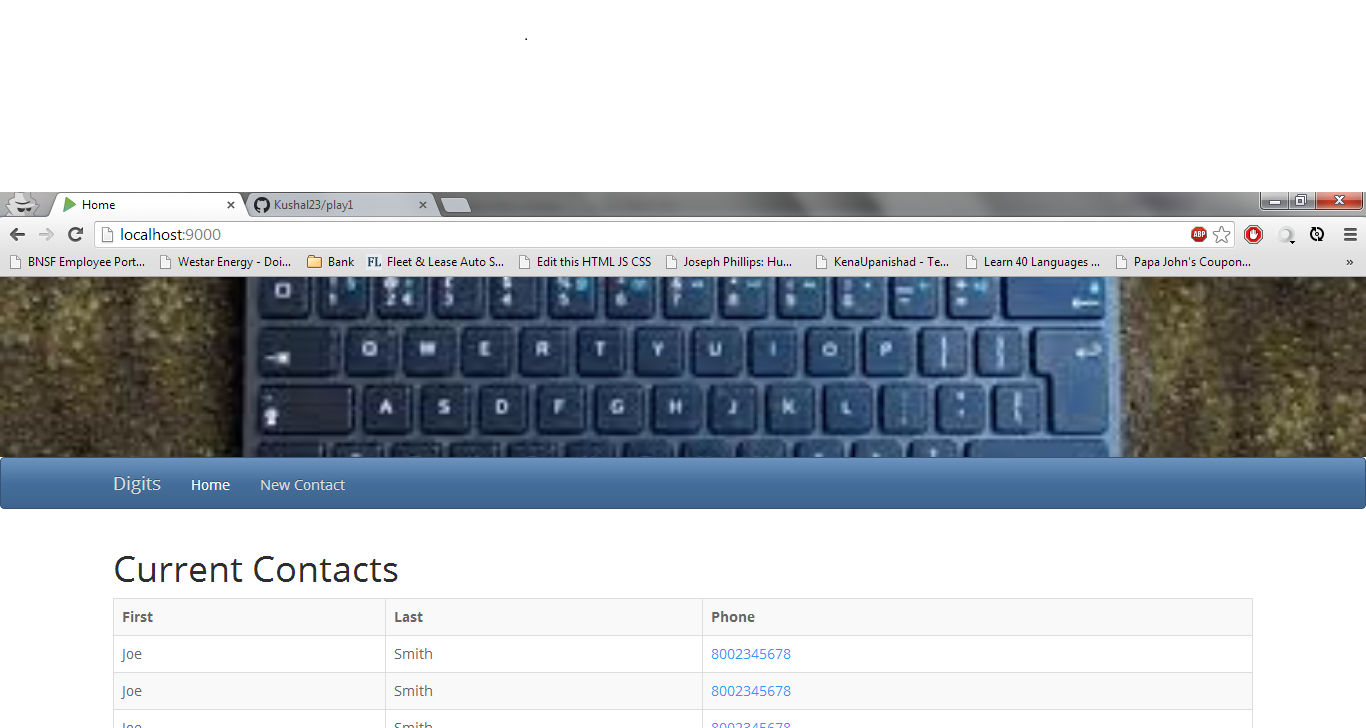 .
Home
Kushal23/play1
localhost:9000
ABP
BNSF Employee Port...
Westar Energy - Doi...
Bank
FL Fleet & Lease Auto S...
Edit this HTML JS CSS
Joseph Phillips: Hu...
KenaUpanishad - Te...
Learn 40 Languages ...
Papa John's Coupon...
»
Q W E R T Y U I O P
A S D F G H J K L
Digits Home New Contact
Current Contacts
First Last Phone
Joe Smith 8002345678
Joe Smith 8002345678
Joe Smith 8002345678